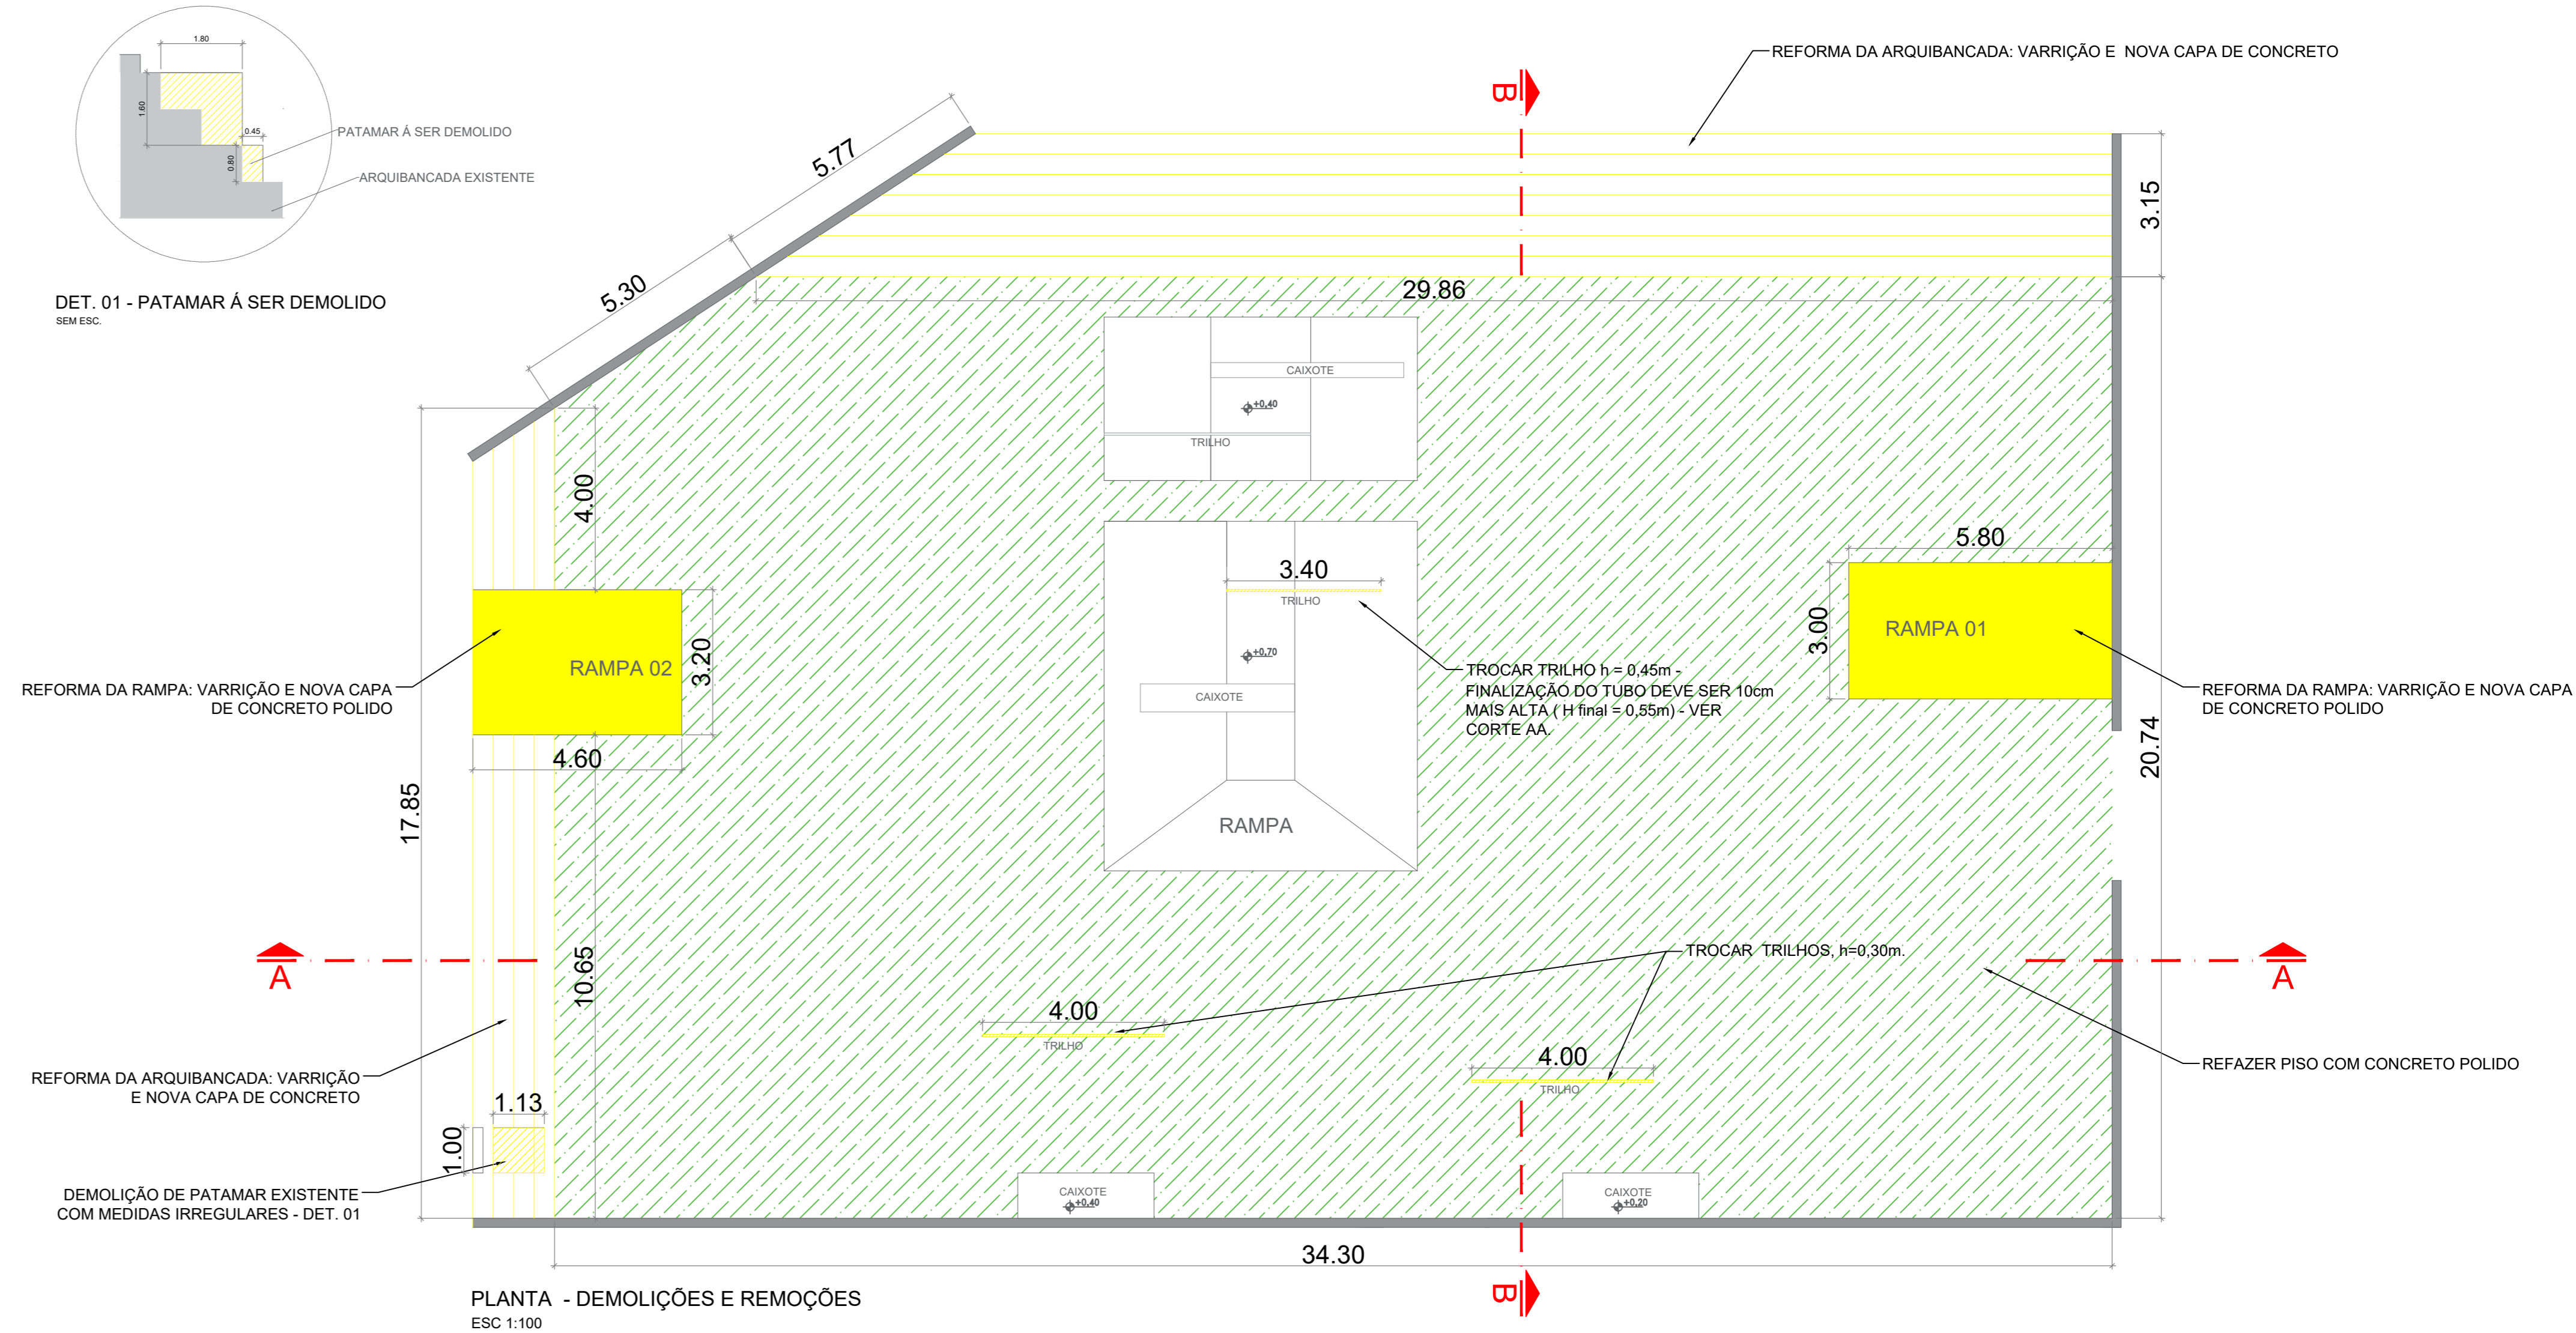 1.80
1.60
0.45
0.80
PATAMAR Á SER DEMOLIDO
ARQUIBANCADA EXISTENTE
DET. 01 - PATAMAR Á SER DEMOLIDO
SEM ESC.
REFORMA DA ARQUIBANCADA: VARRIÇÃO E  NOVA CAPA DE CONCRETO
B
5.77
5.30
3.15
29.86
CAIXOTE
+0,40
TRILHO
4.00
5.80
3.40
TRILHO
3.00
RAMPA 01
RAMPA 02
3.20
+0,70
CAIXOTE
TROCAR TRILHO h = 0,45m -
FINALIZAÇÃO DO TUBO DEVE SER 10cm
MAIS ALTA ( H final = 0,55m) - VER
CORTE AA.
REFORMA DA RAMPA: VARRIÇÃO E NOVA CAPA
DE CONCRETO POLIDO
REFORMA DA RAMPA: VARRIÇÃO E NOVA CAPA
DE CONCRETO POLIDO
4.60
20.74
17.85
RAMPA
A
10.65
TROCAR  TRILHOS, h=0,30m.
A
4.00
TRILHO
4.00
TRILHO
REFAZER PISO COM CONCRETO POLIDO
REFORMA DA ARQUIBANCADA: VARRIÇÃO
E NOVA CAPA DE CONCRETO
1.13
1.00
DEMOLIÇÃO DE PATAMAR EXISTENTE
COM MEDIDAS IRREGULARES - DET. 01
CAIXOTE
+0,40
CAIXOTE
+0,20
34.30
B
PLANTA  - DEMOLIÇÕES E REMOÇÕES
ESC 1:100